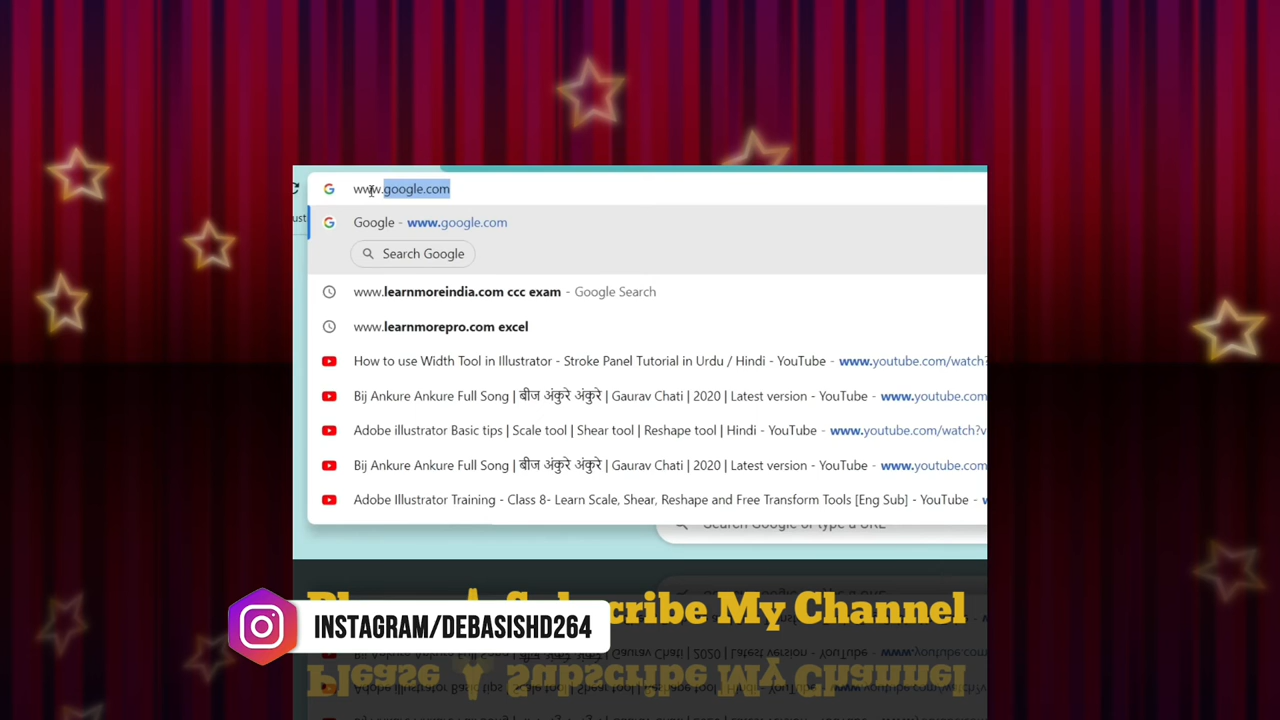 www.google.com
ust
Google - www.google.com
Search Google
www.learnmoreindia.com ccc exam - Google Search
www.learnmorepro.com excel
How to use Width Tool in Illustrator - Stroke Panel Tutorial in Urdu / Hindi - YouTube - www.youtube.com/watch?
Bij Ankure Ankure Full Song | बीज अंकुरे अंकुरे | Gaurav Chati | 2020 | Latest version - YouTube - www.youtube.com
Adobe illustrator Basic tips | Scale tool | Shear tool | Reshape tool | Hindi - YouTube - www.youtube.com/watch?v
Bij Ankure Ankure Full Song | बीज अंकुरे अंकुरे | Gaurav Chati | 2020 | Latest version - YouTube - www.youtube.com
Adobe Illustrator Training - Class 8- Learn Scale, Shear, Reshape and Free Transform Tools [Eng Sub] - YouTube - w
Search Google or type a URL
Subscribe My Channel
INSTAGRAM/DEBASISHD264